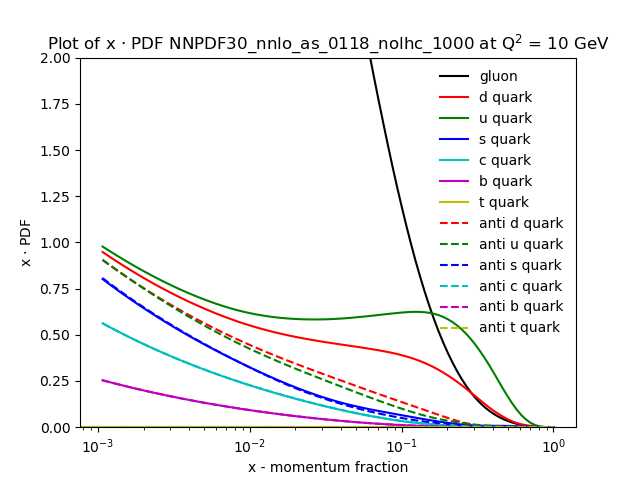 Plot of x · PDF NNPDF30_nnlo_as_0118_nolhc_1000 at Q² = 10 GeV
2.00
1.75
1.50
1.25
1.00
0.75
0.50
0.25
0.00
x · PDF
gluon
d quark
u quark
s quark
c quark
b quark
t quark
anti d quark
anti u quark
anti s quark
anti c quark
anti b quark
anti t quark
10⁻³ 10⁻² 10⁻¹ 10⁰
x - momentum fraction